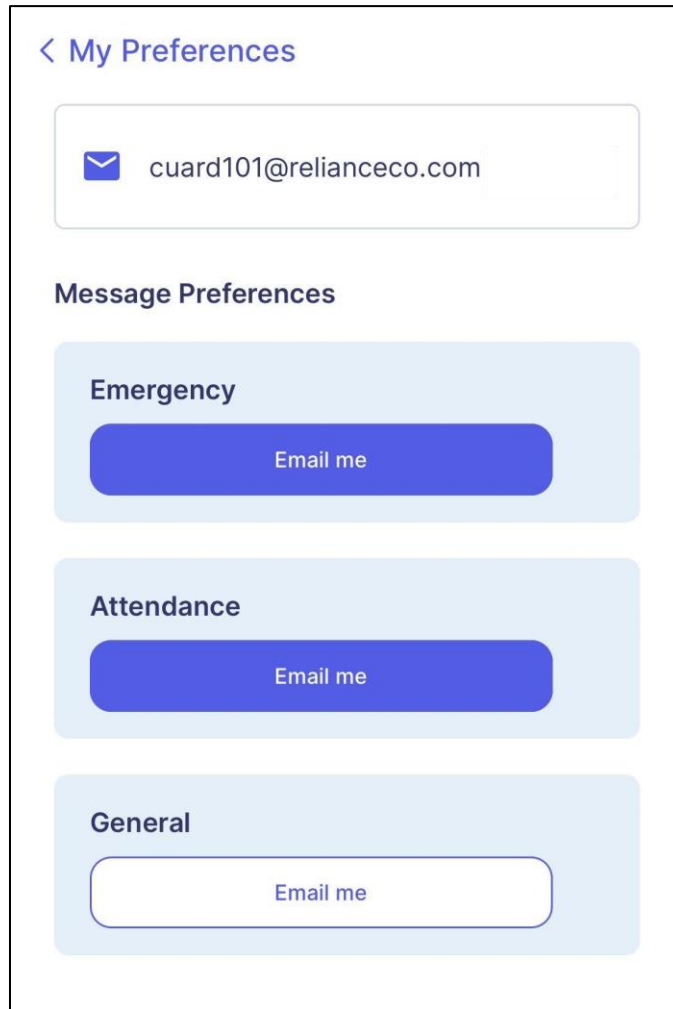 My Preferences
cuard101@relianceco.com
Message Preferences
Emergency
Email me
Attendance
Email me
General
Email me